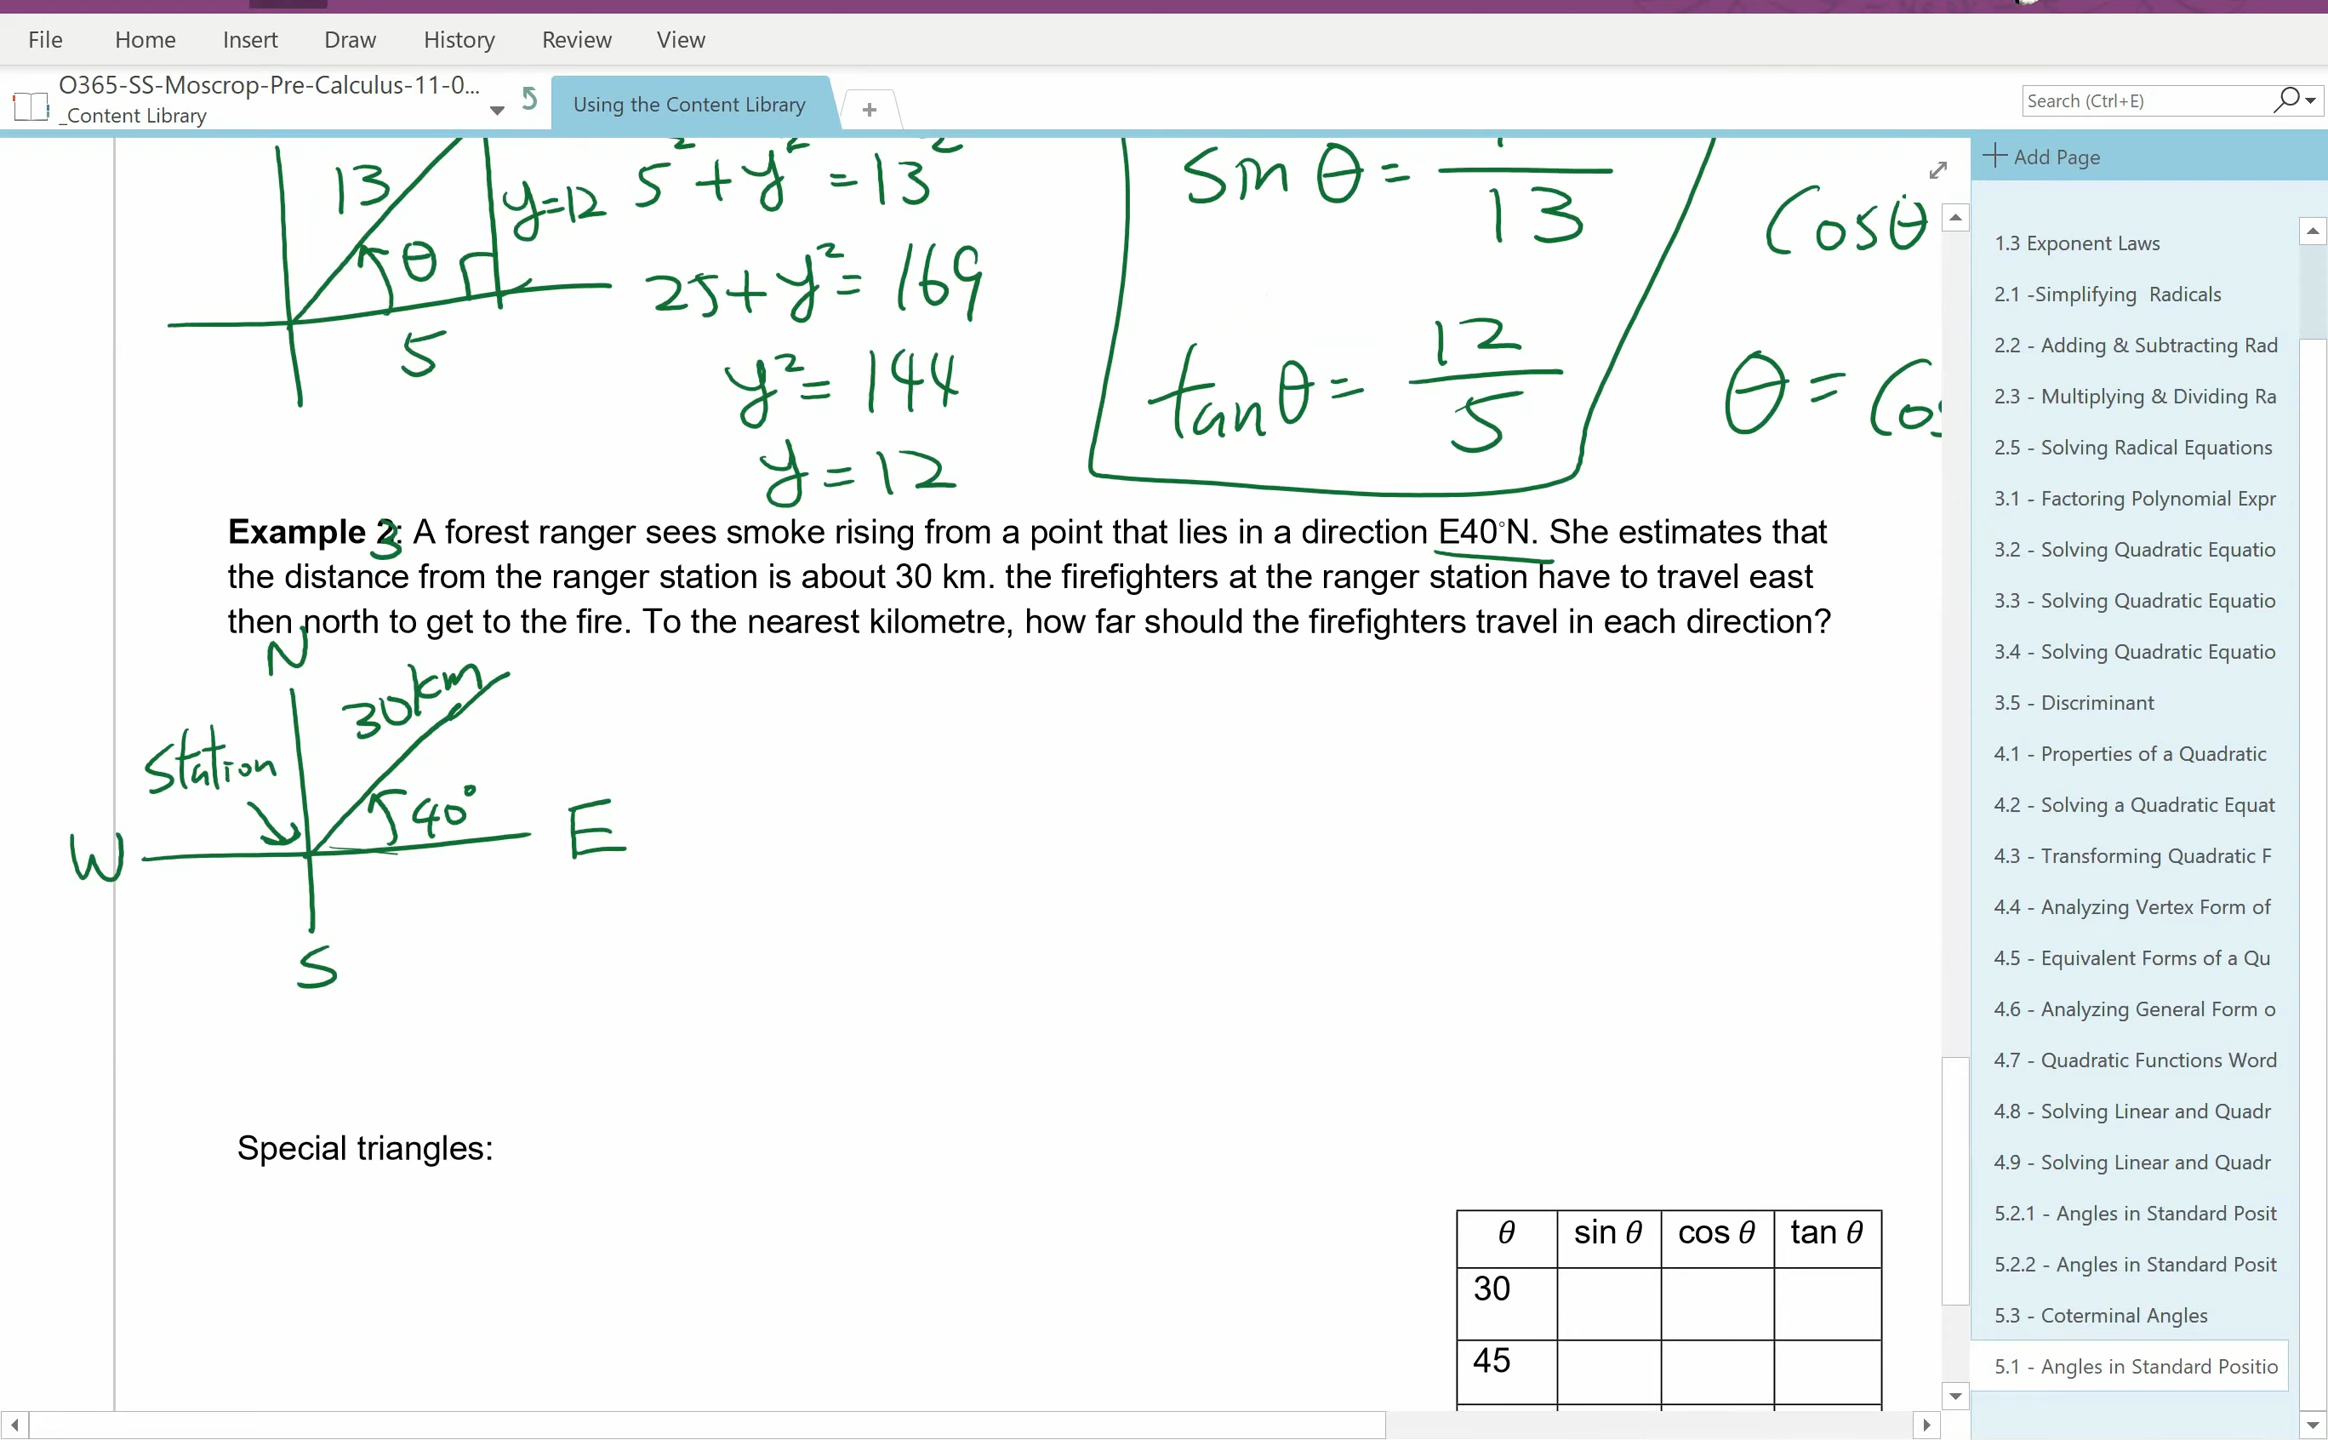 File Home Insert Draw History Review View
O365-SS-Moscrop-Pre-Calculus-11-0...
_Content Library
Using the Content Library
Search (Ctrl+E)
Add Page
1.3 Exponent Laws
2.1 -Simplifying Radicals
2.2 - Adding & Subtracting Rad
2.3 - Multiplying & Dividing Ra
2.5 - Solving Radical Equations
3.1 - Factoring Polynomial Expr
3.2 - Solving Quadratic Equatio
3.3 - Solving Quadratic Equatio
3.4 - Solving Quadratic Equatio
3.5 - Discriminant
4.1 - Properties of a Quadratic
4.2 - Solving a Quadratic Equat
4.3 - Transforming Quadratic F
4.4 - Analyzing Vertex Form of
4.5 - Equivalent Forms of a Qu
4.6 - Analyzing General Form o
4.7 - Quadratic Functions Word
4.8 - Solving Linear and Quadr
4.9 - Solving Linear and Quadr
5.2.1 - Angles in Standard Posit
5.2.2 - Angles in Standard Posit
5.3 - Coterminal Angles
5.1 - Angles in Standard Positio
13
θ
y=12
5
5² + y² = 13²
25 + y² = 169
y² = 144
y = 12
sin θ =
13
tan θ = 12/5
Cosθ
θ = Cos
Example 3: A forest ranger sees smoke rising from a point that lies in a direction E40°N. She estimates that
the distance from the ranger station is about 30 km. the firefighters at the ranger station have to travel east
then north to get to the fire. To the nearest kilometre, how far should the firefighters travel in each direction?
N
30km
Station
40°
W
E
S
Special triangles:
θ sin θ cos θ tan θ
30
45